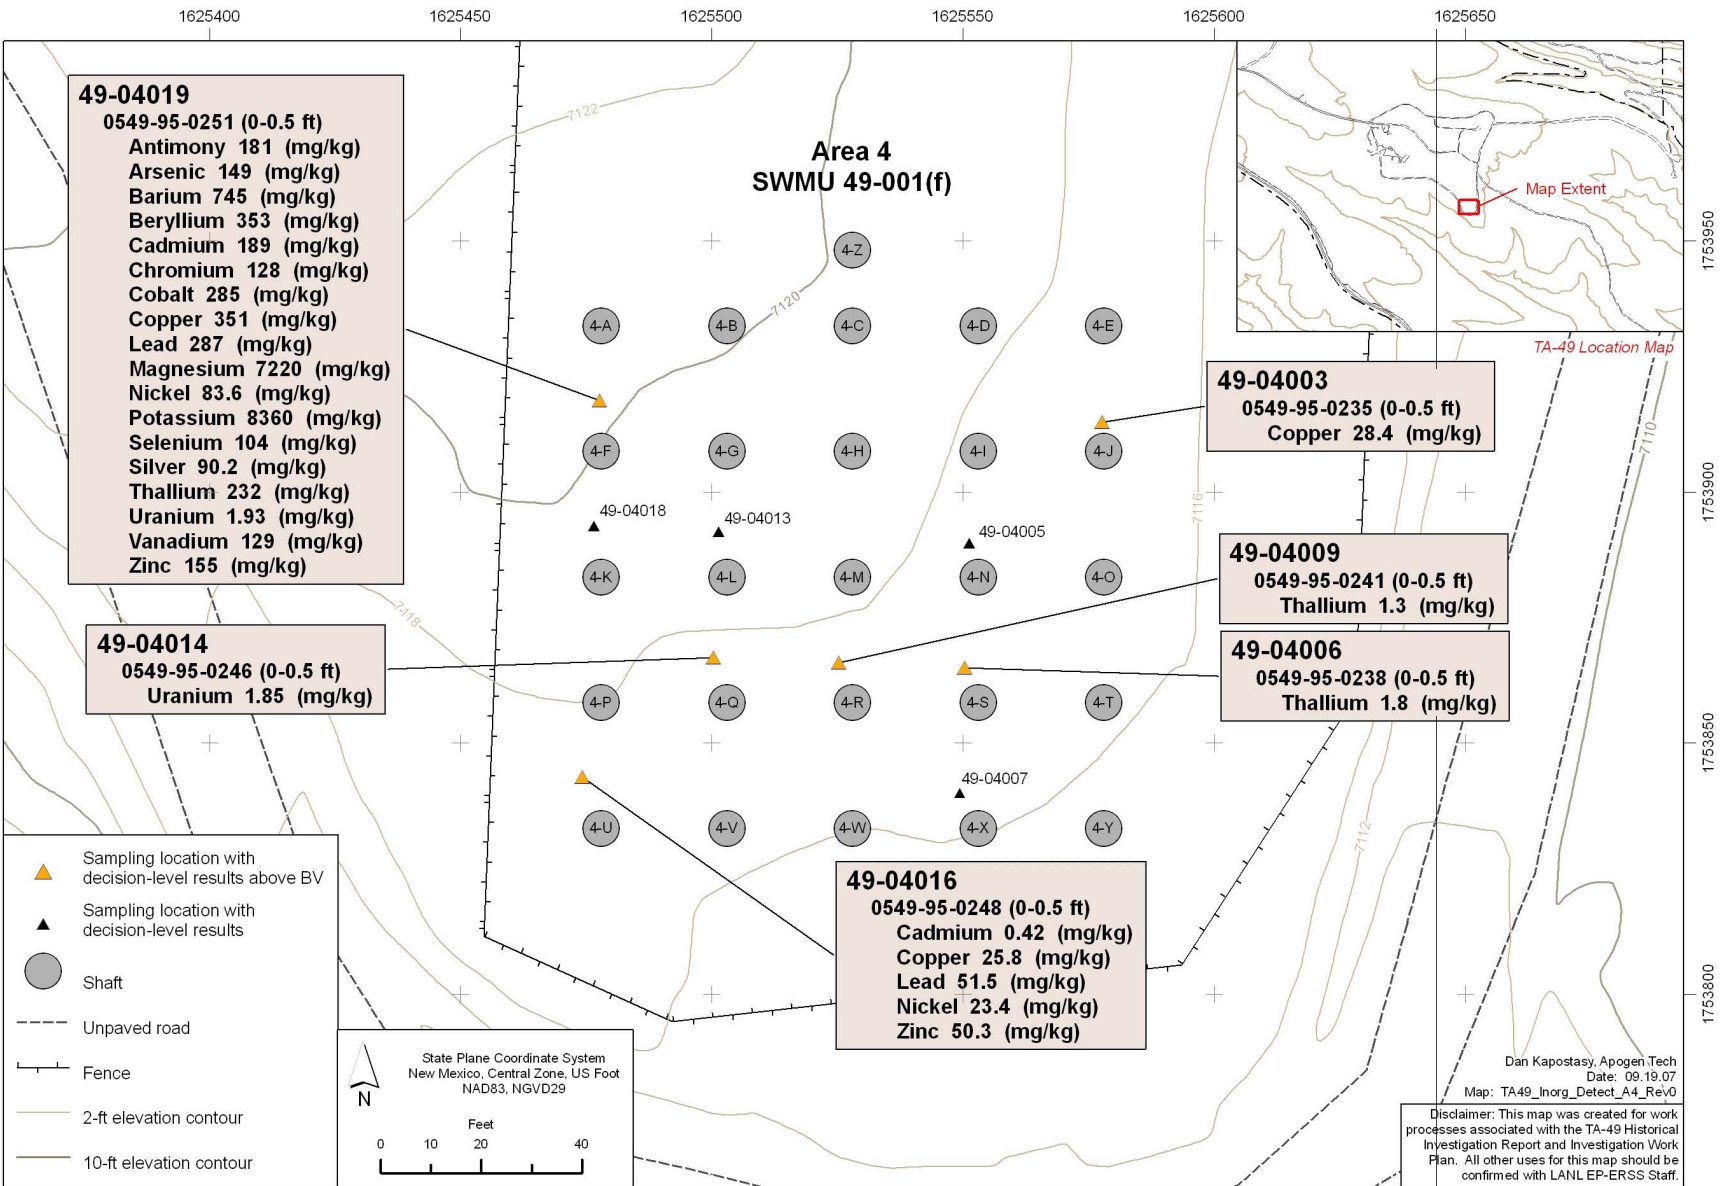 1625400
1625450
1625500
1625550
1625600
1625650
49-04019
0549-95-0251 (0-0.5 ft)
Antimony 181 (mg/kg)
Arsenic 149 (mg/kg)
Barium 745 (mg/kg)
Beryllium 353 (mg/kg)
Cadmium 189 (mg/kg)
Chromium 128 (mg/kg)
Cobalt 285 (mg/kg)
Copper 351 (mg/kg)
Lead 287 (mg/kg)
Magnesium 7220 (mg/kg)
Nickel 83.6 (mg/kg)
Potassium 8360 (mg/kg)
Selenium 104 (mg/kg)
Silver 90.2 (mg/kg)
Thallium 232 (mg/kg)
Uranium 1.93 (mg/kg)
Vanadium 129 (mg/kg)
Zinc 155 (mg/kg)
7122
Area 4
SWMU 49-001(f)
Map Extent
TA-49 Location Map
1753950
1753900
1753850
1753800
4-Z
7120
4-A
4-B
4-C
4-D
4-E
49-04003
0549-95-0235 (0-0.5 ft)
Copper 28.4 (mg/kg)
7110
4-F
4-G
4-H
4-I
4-J
7116
49-04018
49-04013
49-04005
49-04009
0549-95-0241 (0-0.5 ft)
Thallium 1.3 (mg/kg)
4-K
4-L
4-M
4-N
4-O
7118
49-04014
0549-95-0246 (0-0.5 ft)
Uranium 1.85 (mg/kg)
49-04006
0549-95-0238 (0-0.5 ft)
Thallium 1.8 (mg/kg)
4-P
4-Q
4-R
4-S
4-T
49-04007
7112
4-U
4-V
4-W
4-X
4-Y
49-04016
0549-95-0248 (0-0.5 ft)
Cadmium 0.42 (mg/kg)
Copper 25.8 (mg/kg)
Lead 51.5 (mg/kg)
Nickel 23.4 (mg/kg)
Zinc 50.3 (mg/kg)
Sampling location with
decision-level results above BV
Sampling location with
decision-level results
Shaft
Unpaved road
Fence
2-ft elevation contour
10-ft elevation contour
N
State Plane Coordinate System
New Mexico, Central Zone, US Foot
NAD83, NGVD29
Feet
0 10 20 40
Dan Kapostasy, Apogen Tech
Date: 09.19.07
Map: TA49_Inorg_Detect_A4_Rev0
Disclaimer: This map was created for work
processes associated with the TA-49 Historical
Investigation Report and Investigation Work
Plan. All other uses for this map should be
confirmed with LANL EP-ERSS Staff.